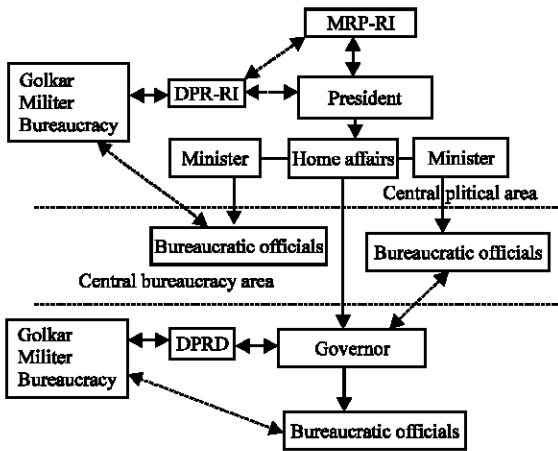 MRP-RI
Golkar
Militer
Bureaucracy
DPR-RI
President
Minister
Home affairs
Minister
Central plitical area
Bureaucratic officials
Bureaucratic officials
Central bureaucracy area
Golkar
Militer
Bureaucracy
DPRD
Governor
Bureaucratic officials